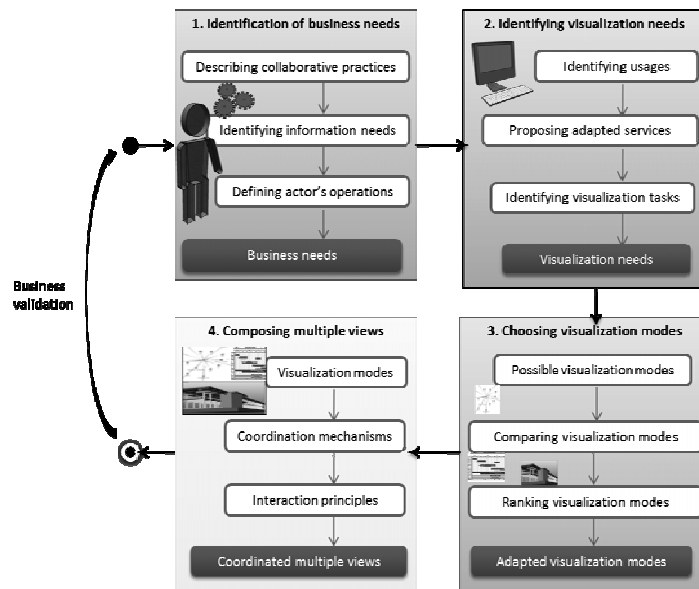 1. Identification of business needs
Describing collaborative practices
Identifying information needs
Defining actor's operations
Business needs
2. Identifying visualization needs
Identifying usages
Proposing adapted services
Identifying visualization tasks
Visualization needs
Business
validation
4. Composing multiple views
Visualization modes
Coordination mechanisms
Interaction principles
Coordinated multiple views
3. Choosing visualization modes
Possible visualization modes
Comparing visualization modes
Ranking visualization modes
Adapted visualization modes